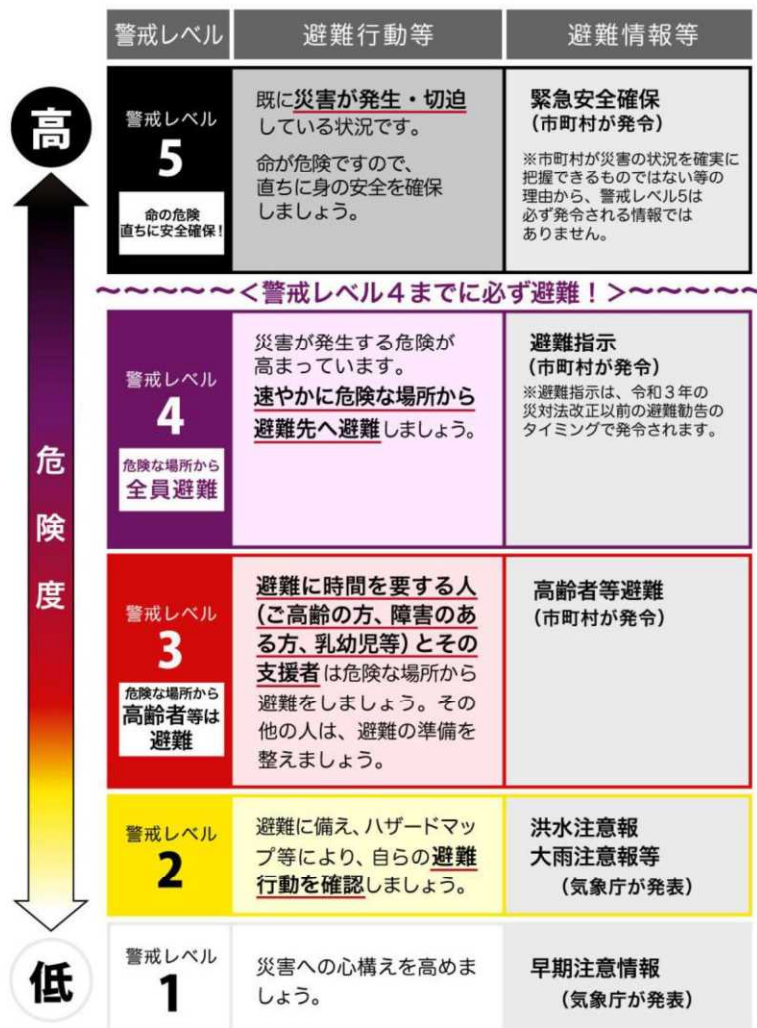 警戒レベル 避難行動等 避難情報等
高
警戒レベル
5
命の危険
直ちに安全確保!
既に災害が発生・切迫
している状況です。
命が危険ですので、
直ちに身の安全を確保
しましょう。
緊急安全確保
(市町村が発令)
※市町村が災害の状況を確実に
把握できるものではない等の
理由から、警戒レベル5は
必ず発令される情報では
ありません。
〜〜〜〜〜<警戒レベル4までに必ず避難!>〜〜〜〜〜
危険度
警戒レベル
4
危険な場所から
全員避難
災害が発生する危険が
高まっています。
速やかに危険な場所から
避難先へ避難しましょう。
避難指示
(市町村が発令)
※避難指示は、令和3年の
災対法改正以前の避難勧告の
タイミングで発令されます。
警戒レベル
3
危険な場所から
高齢者等は
避難
避難に時間を要する人
(ご高齢の方、障害のあ
る方、乳幼児等)とその
支援者は危険な場所から
避難をしましょう。その
他の人は、避難の準備を
整えましょう。
高齢者等避難
(市町村が発令)
警戒レベル
2
避難に備え、ハザードマッ
プ等により、自らの避難
行動を確認しましょう。
洪水注意報
大雨注意報等
(気象庁が発表)
低
警戒レベル
1
災害への心構えを高めま
しょう。
早期注意情報
(気象庁が発表)